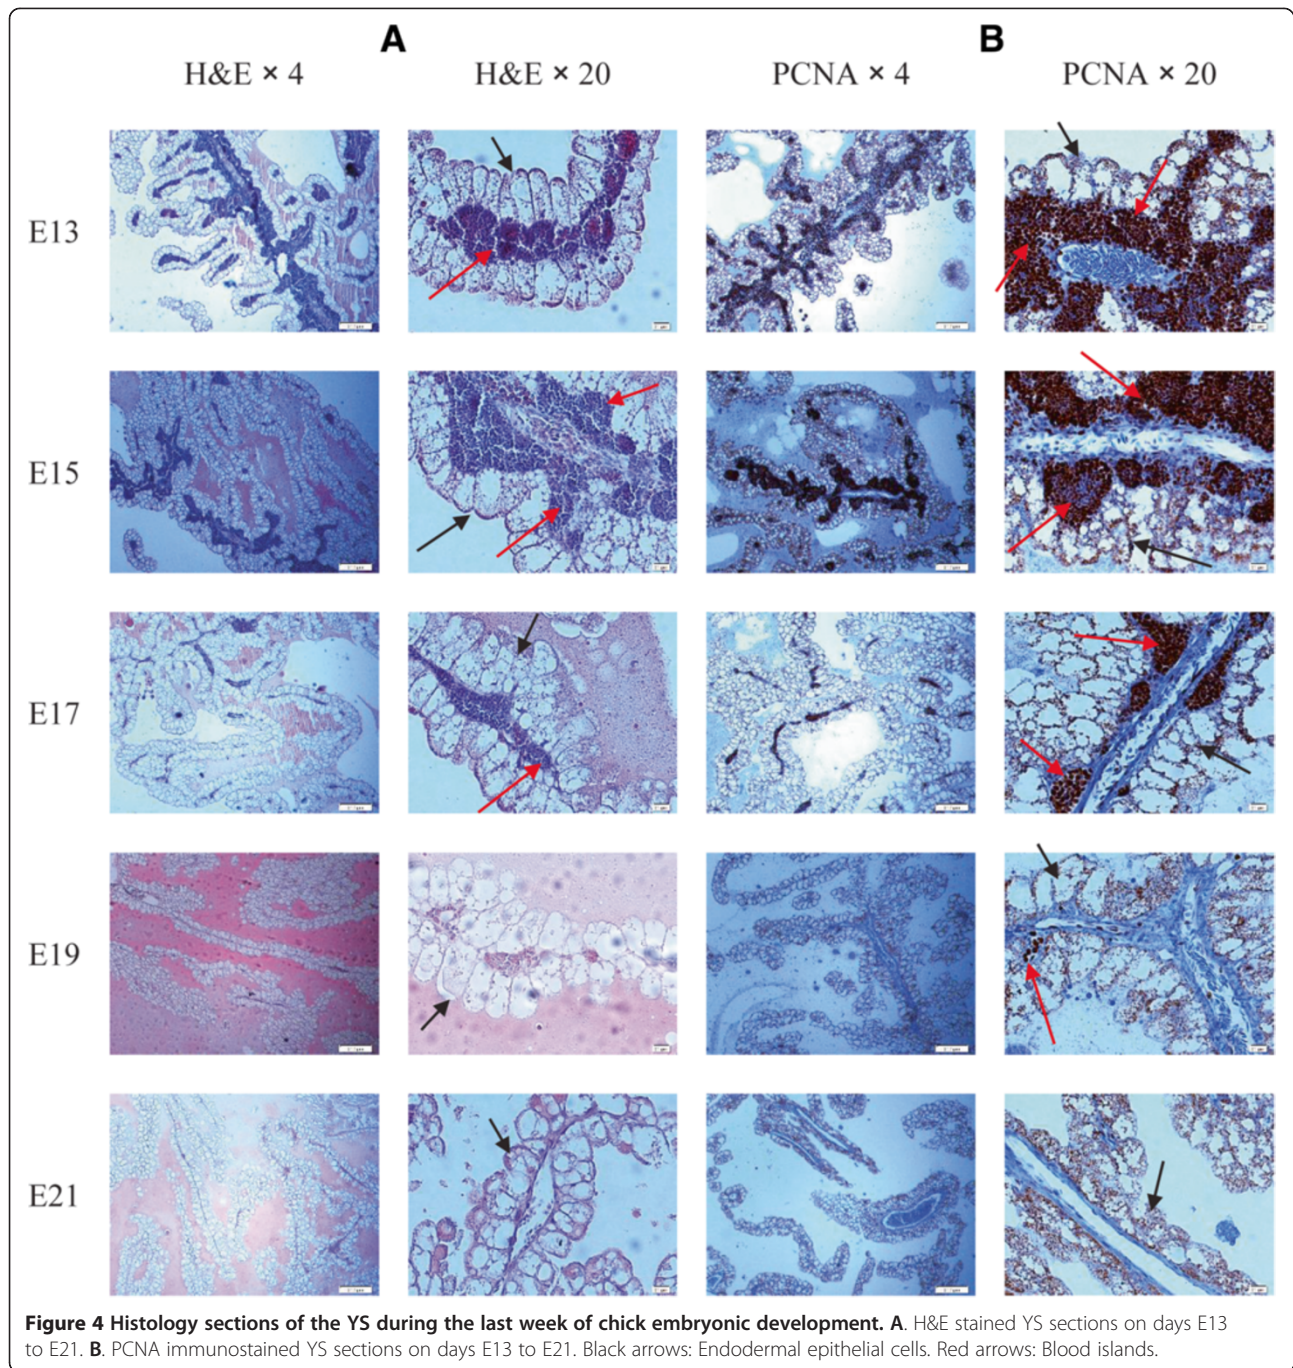 A B
H&E × 4 H&E × 20 PCNA × 4 PCNA × 20
E13
E15
E17
E19
E21
Figure 4 Histology sections of the YS during the last week of chick embryonic development. A. H&E stained YS sections on days E13
to E21. B. PCNA immunostained YS sections on days E13 to E21. Black arrows: Endodermal epithelial cells. Red arrows: Blood islands.